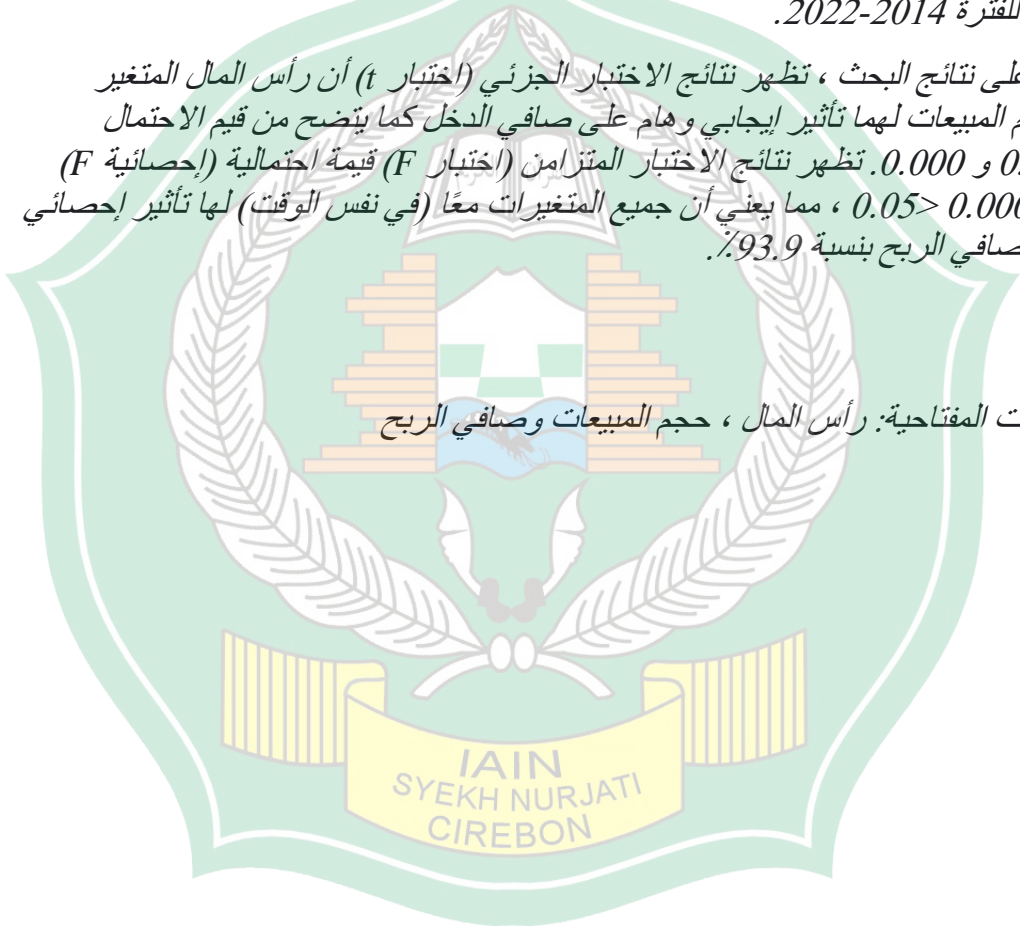 للفترة 2014-2022.
على نتائج البحث ، تظهر نتائج الاختبار الجزئي (اختبار t) أن رأس المال المتغير
م المبيعات لهما تأثير إيجابي وهام على صافي الدخل كما يتضح من قيم الاحتمال
0. و 0.000. تظهر نتائج الاختبار المتزامن (اختبار F) قيمة احتمالية (إحصائية F)
0.000 <0.05 ، مما يعني أن جميع المتغيرات معًا (في نفس الوقت) لها تأثير إحصائي
صافي الربح بنسبة 93.9٪.
ت المفتاحية: رأس المال ، حجم المبيعات وصافي الربح
IAIN
SYEKH NURJATI
CIREBON